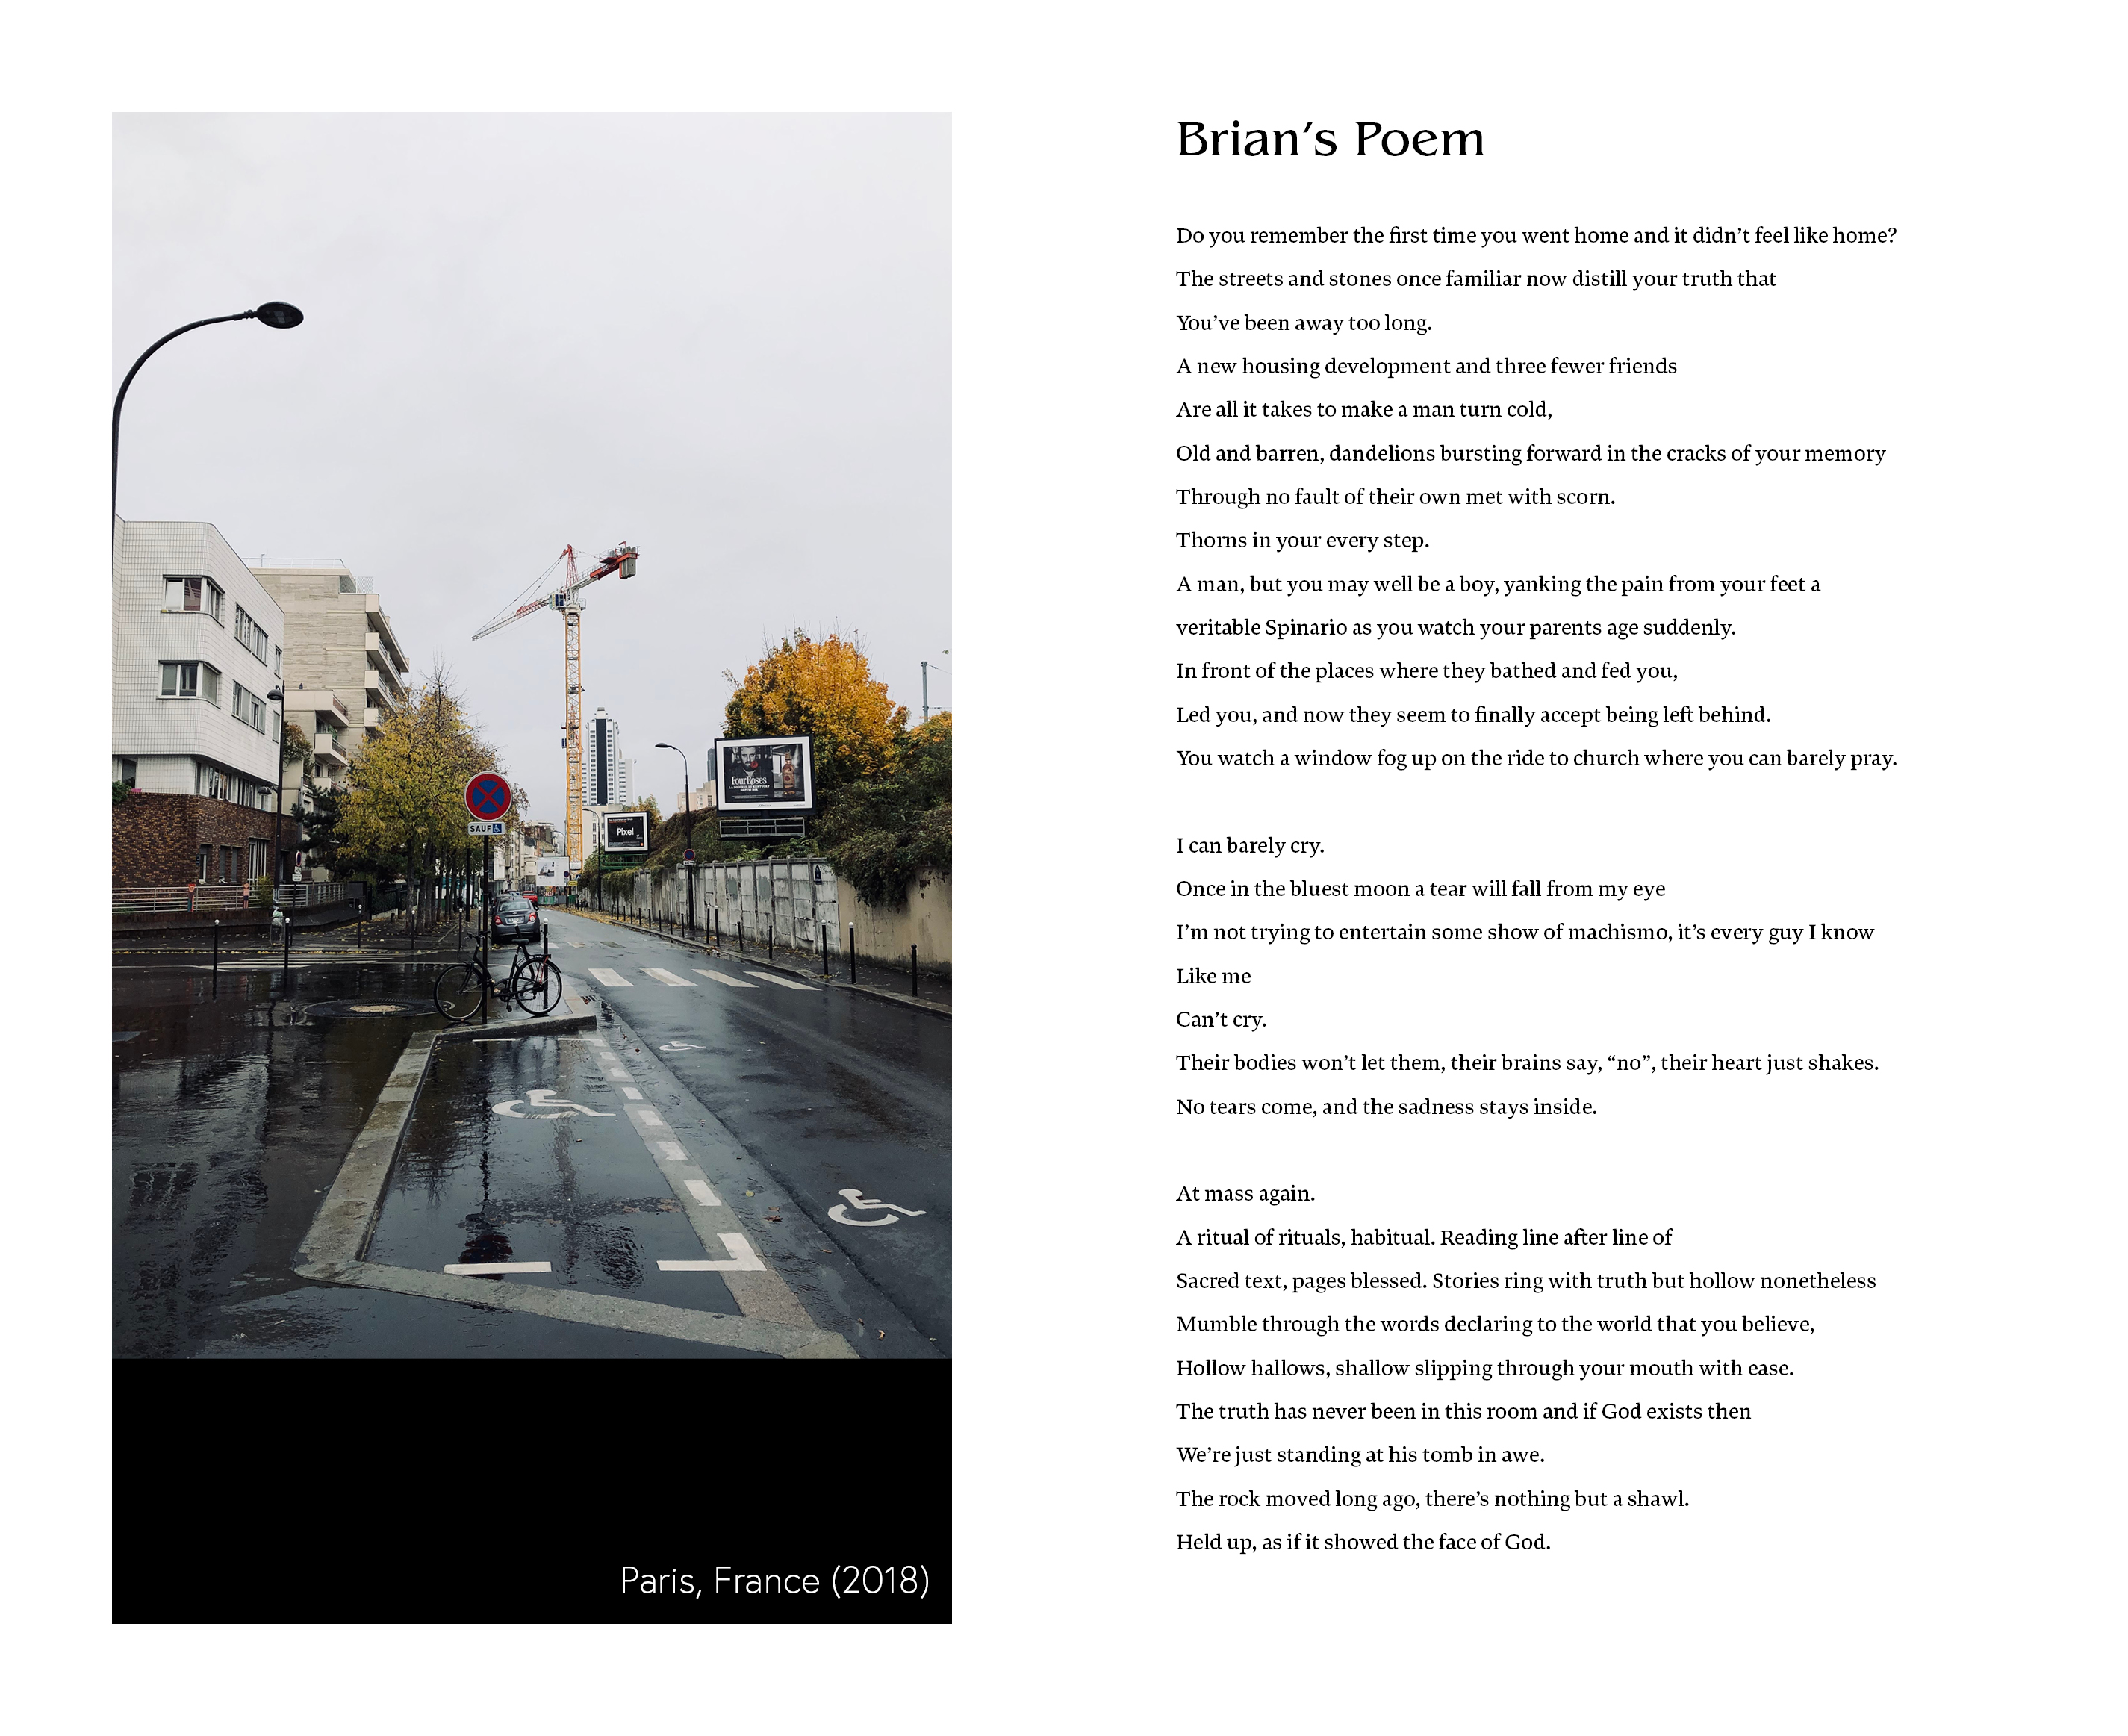 SAUF
Four Roses
Pixel
Paris, France (2018)
Brian's Poem
Do you remember the first time you went home and it didn't feel like home?
The streets and stones once familiar now distill your truth that
You've been away too long.
A new housing development and three fewer friends
Are all it takes to make a man turn cold,
Old and barren, dandelions bursting forward in the cracks of your memory
Through no fault of their own met with scorn.
Thorns in your every step.
A man, but you may well be a boy, yanking the pain from your feet a
veritable Spinario as you watch your parents age suddenly.
In front of the places where they bathed and fed you,
Led you, and now they seem to finally accept being left behind.
You watch a window fog up on the ride to church where you can barely pray.
I can barely cry.
Once in the bluest moon a tear will fall from my eye
I'm not trying to entertain some show of machismo, it's every guy I know
Like me
Can't cry.
Their bodies won't let them, their brains say, “no”, their heart just shakes.
No tears come, and the sadness stays inside.
At mass again.
A ritual of rituals, habitual. Reading line after line of
Sacred text, pages blessed. Stories ring with truth but hollow nonetheless
Mumble through the words declaring to the world that you believe,
Hollow hallows, shallow slipping through your mouth with ease.
The truth has never been in this room and if God exists then
We're just standing at his tomb in awe.
The rock moved long ago, there's nothing but a shawl.
Held up, as if it showed the face of God.